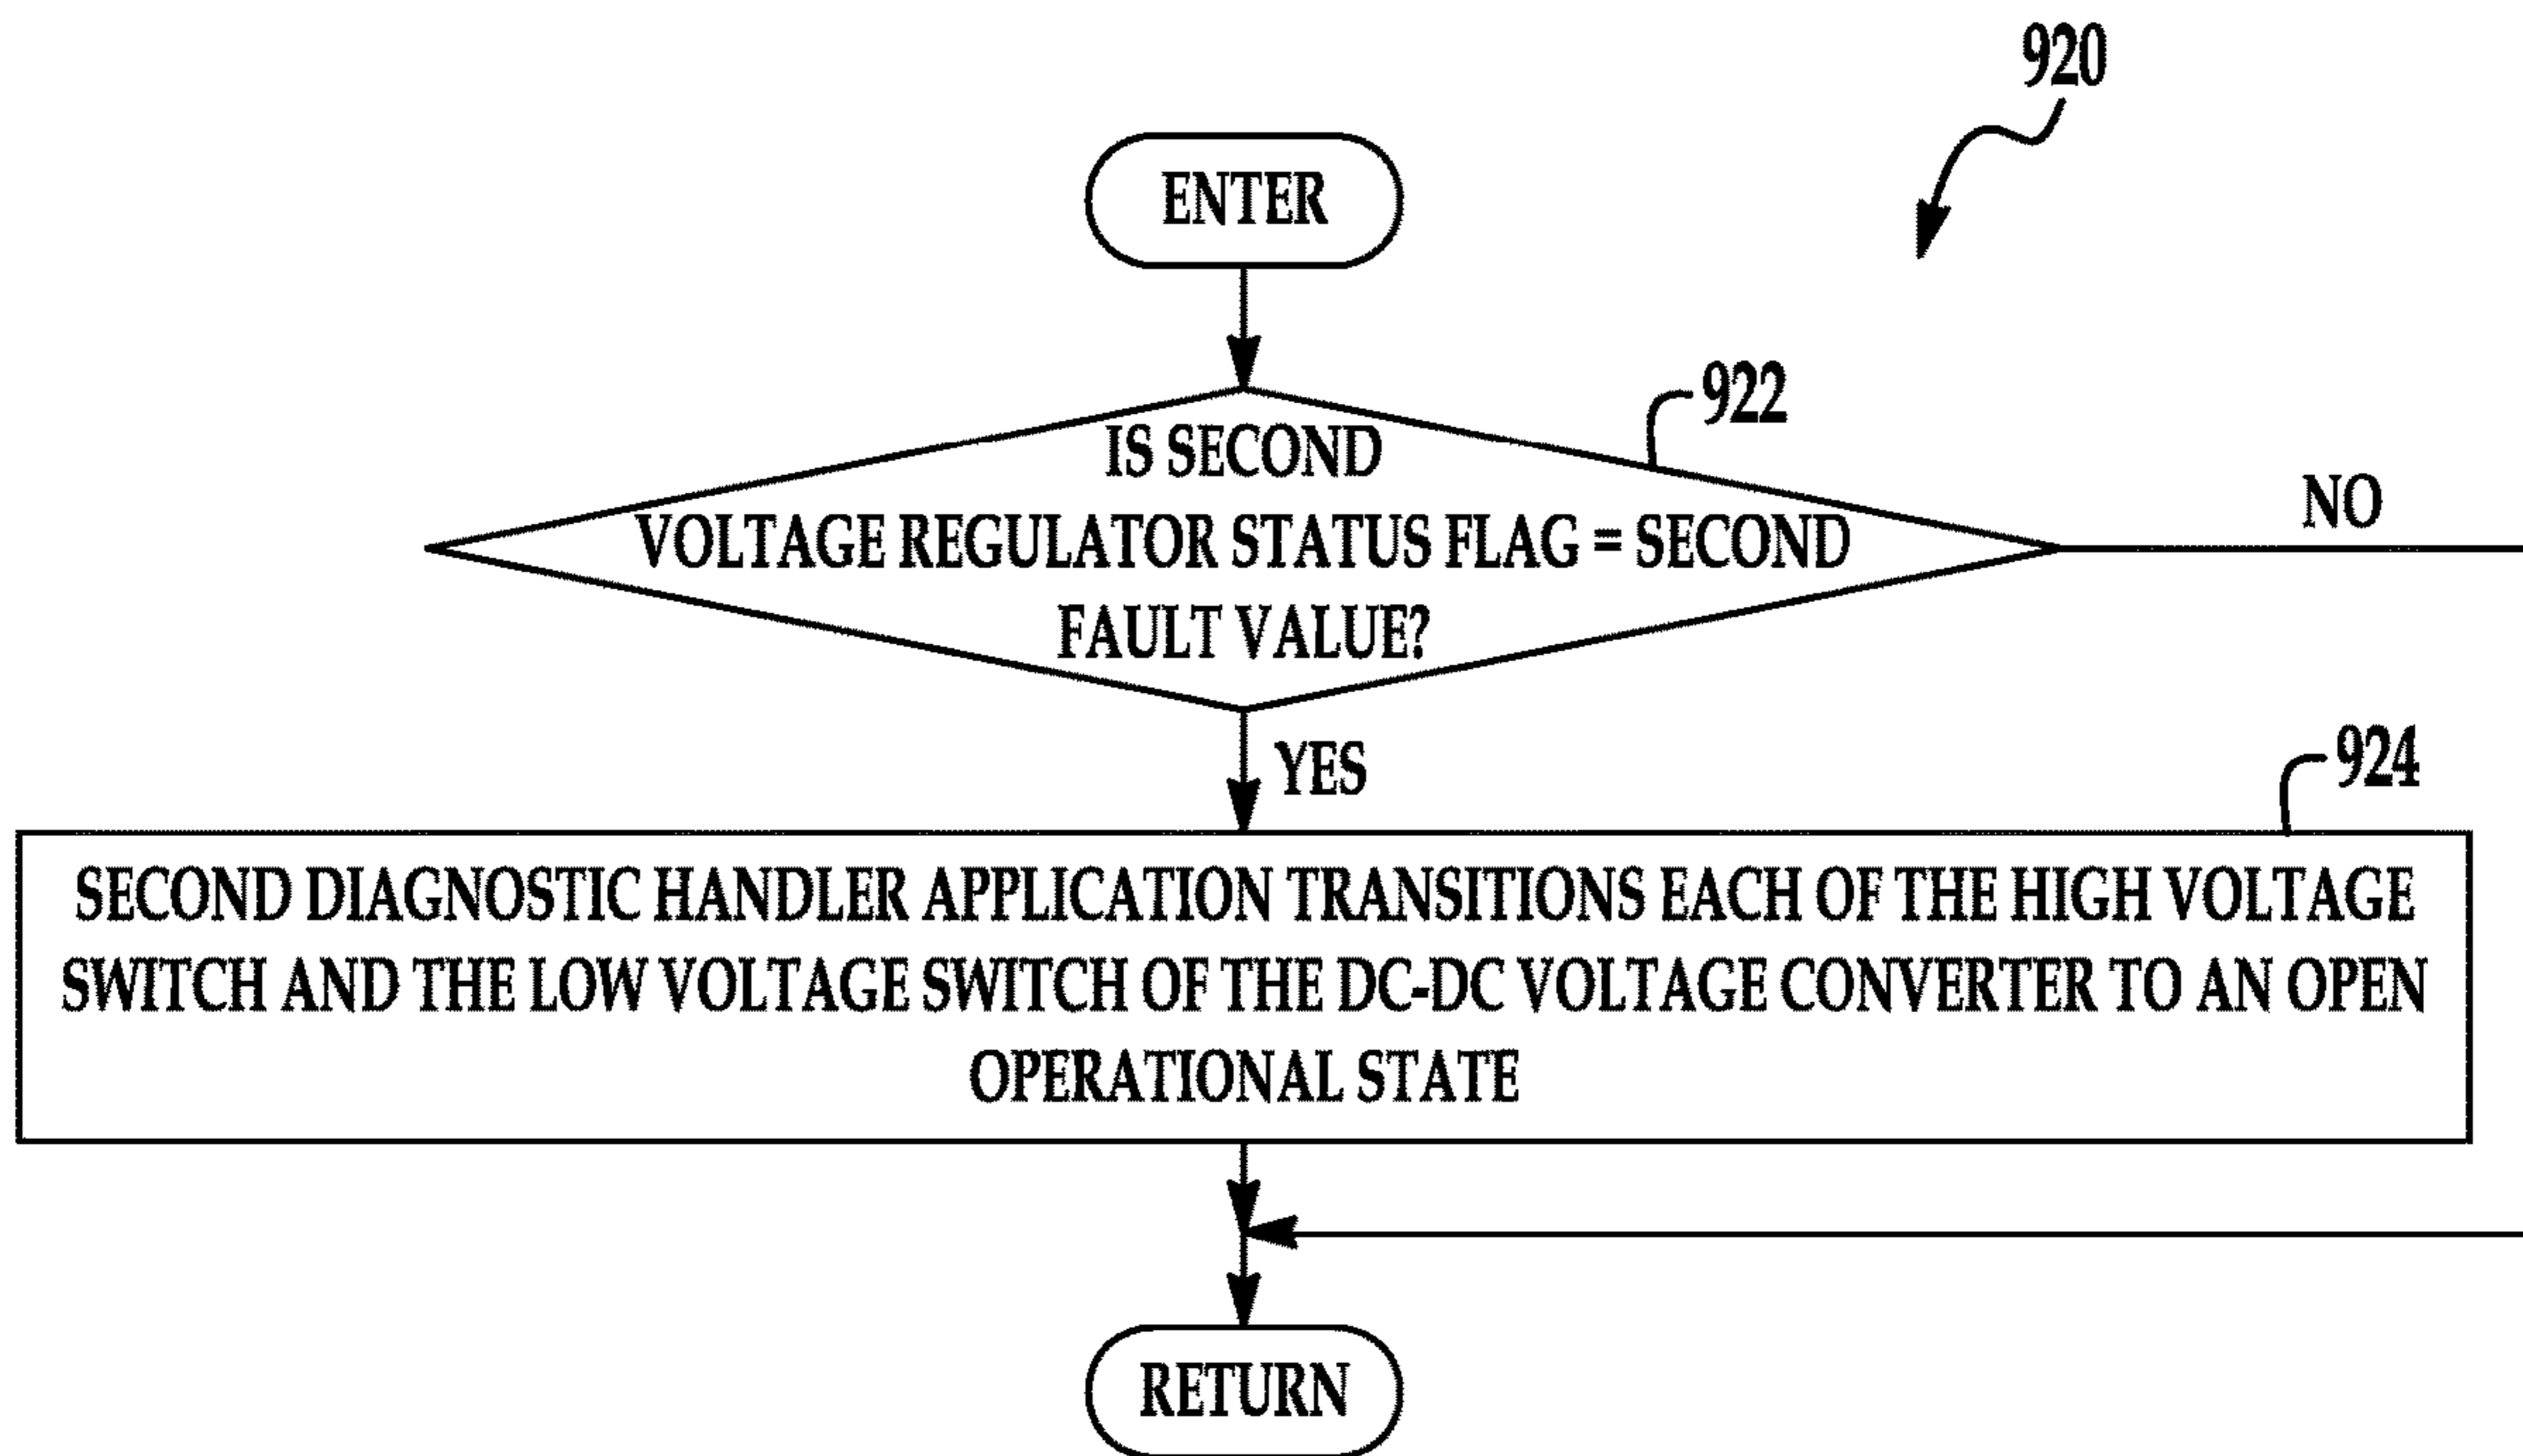 920
ENTER
922
IS SECOND
VOLTAGE REGULATOR STATUS FLAG = SECOND
FAULT VALUE?
NO
YES
924
SECOND DIAGNOSTIC HANDLER APPLICATION TRANSITIONS EACH OF THE HIGH VOLTAGE
SWITCH AND THE LOW VOLTAGE SWITCH OF THE DC-DC VOLTAGE CONVERTER TO AN OPEN
OPERATIONAL STATE
RETURN